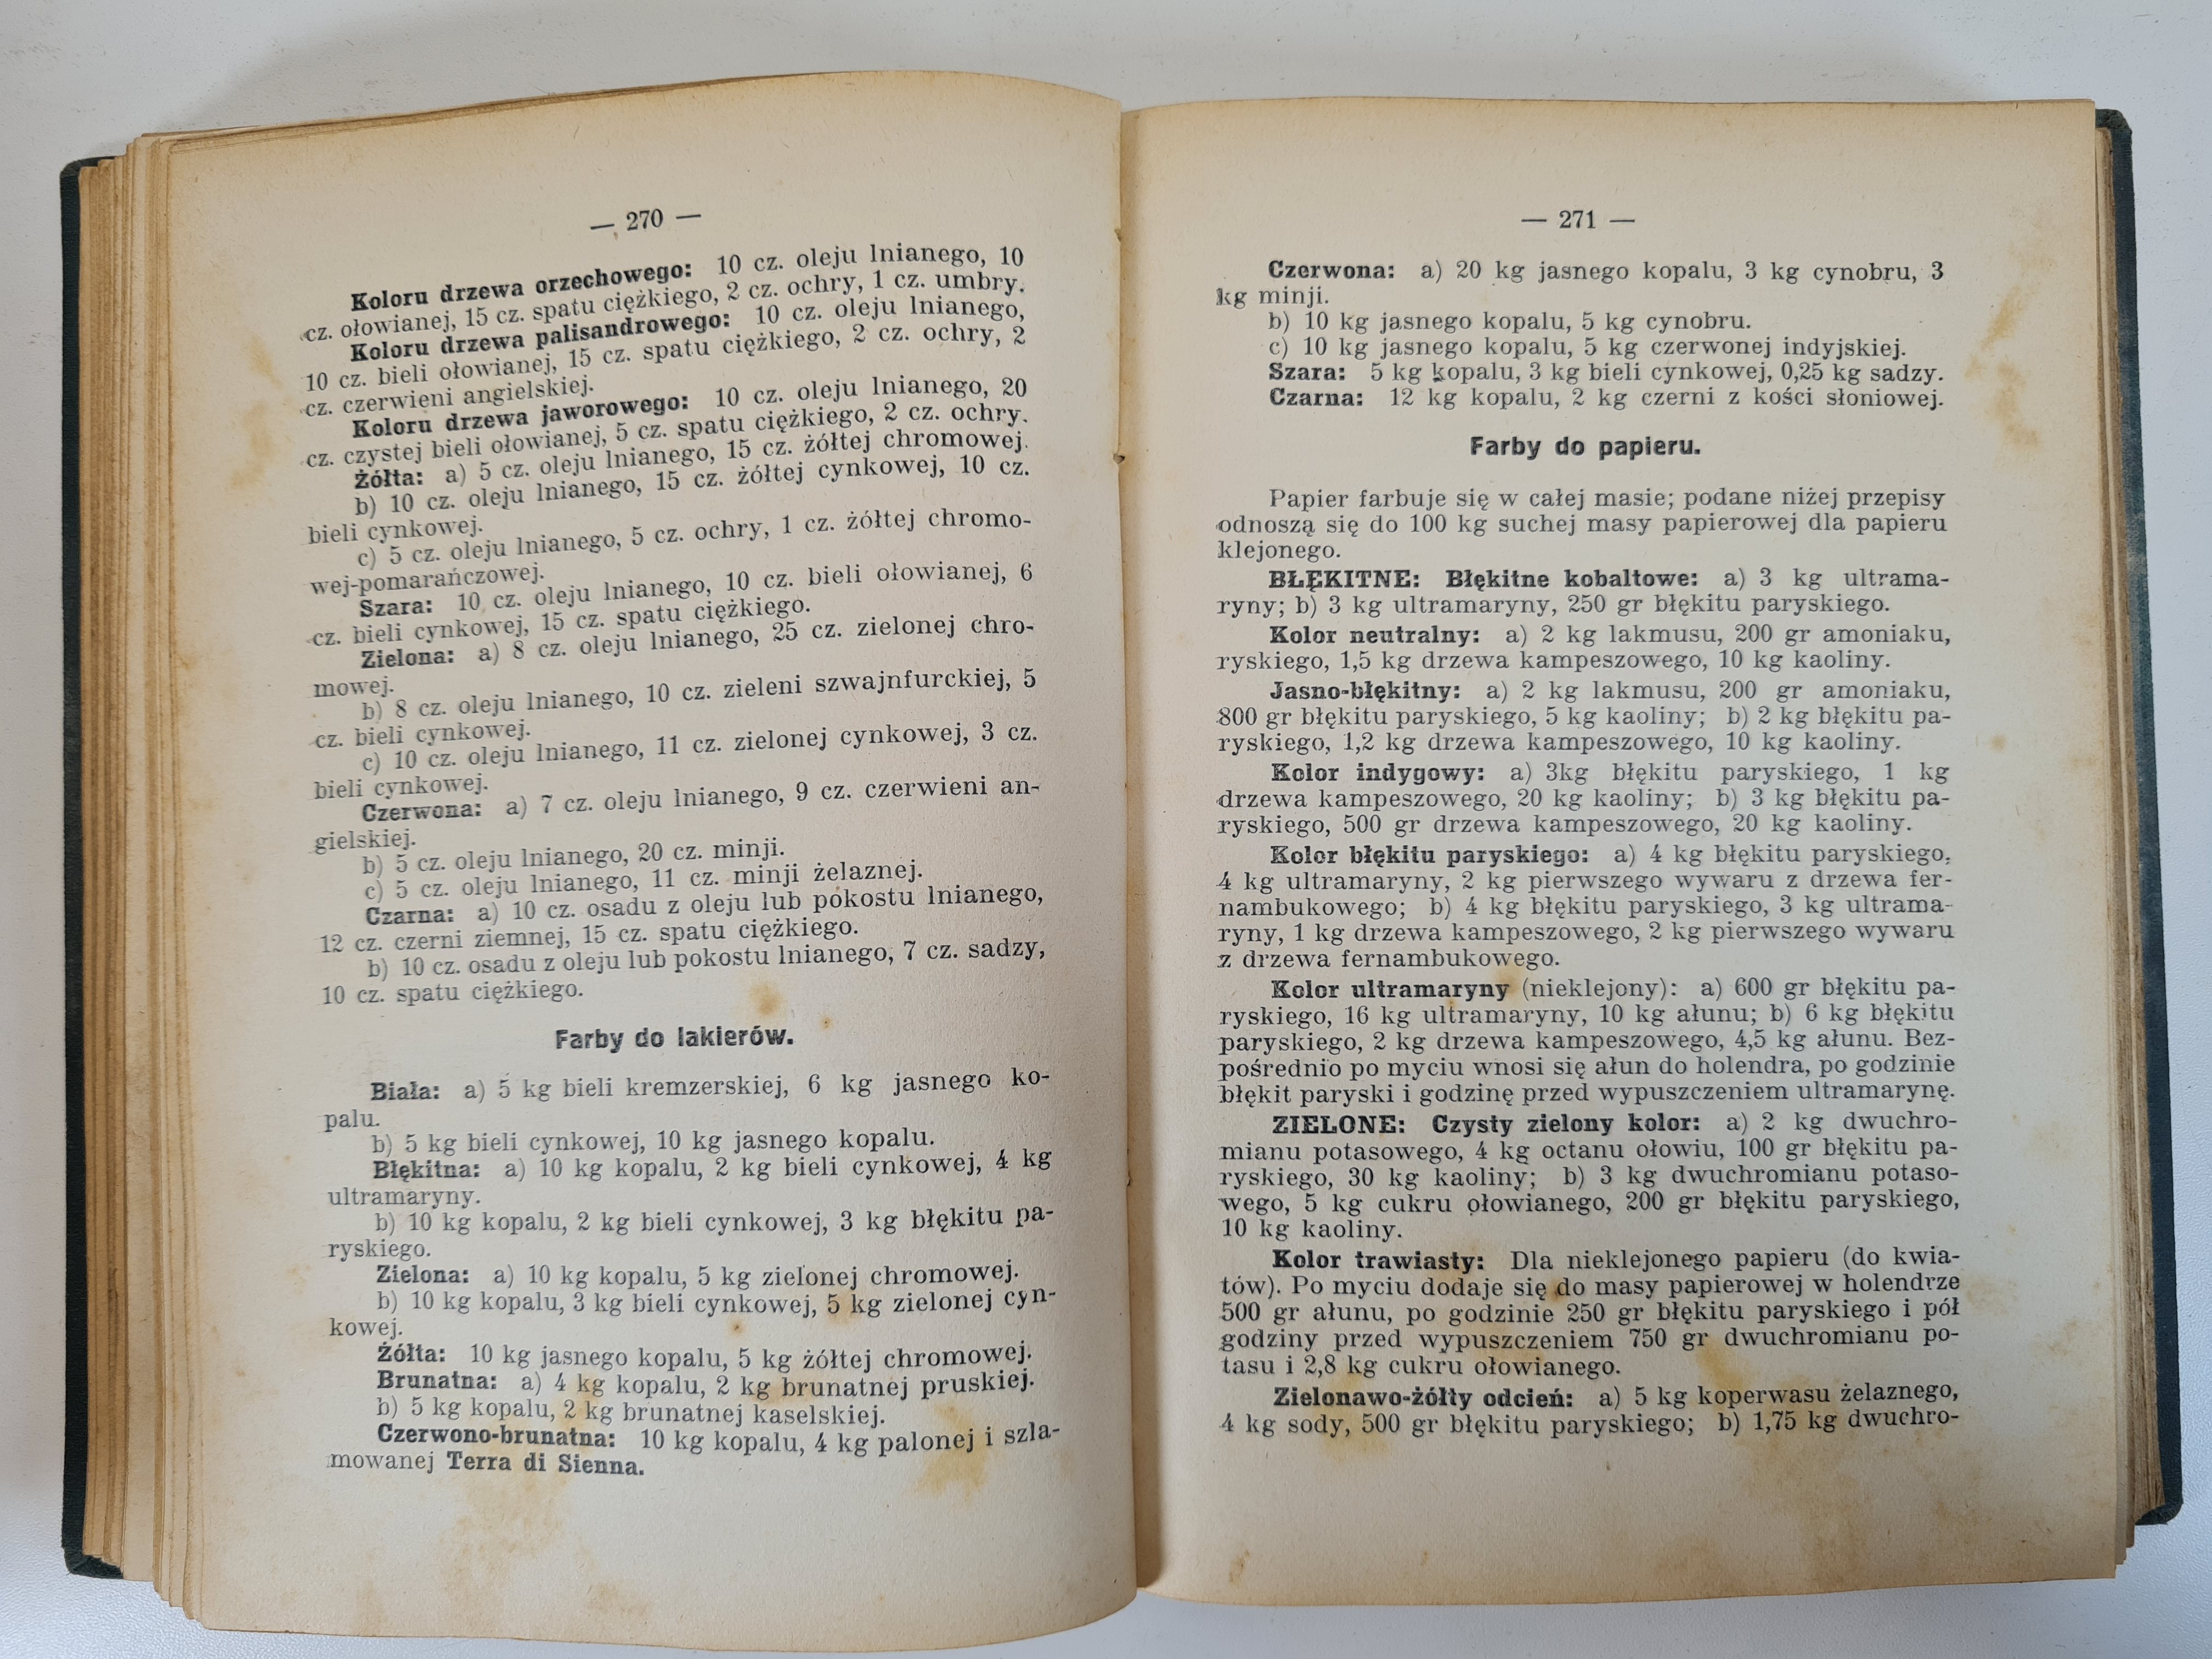 — 270 —
Koloru drzewa orzechowego: 10 cz. oleju lnianego, 10
cz. ołowianej, 15 cz. spatu ciężkiego, 2 cz. ochry, 1 cz. umbry.
Koloru drzewa palisandrowego: 10 cz. oleju lnianego,
10 cz. bieli ołowianej, 15 cz. spatu ciężkiego, 2 cz. ochry, 2
cz. czerwieni angielskiej.
Koloru drzewa jaworowego: 10 cz. oleju lnianego, 20
cz. czystej bieli ołowianej, 5 cz. spatu ciężkiego, 2 cz. ochry.
Żółta: a) 5 cz. oleju lnianego, 15 cz. żółtej chromowej.
b) 10 cz. oleju lnianego, 15 cz. żółtej cynkowej, 10 cz.
bieli cynkowej.
c) 5 cz. oleju lnianego, 5 cz. ochry, 1 cz. żółtej chromo-
wej-pomarańczowej.
Szara: 10 cz. oleju lnianego, 10 cz. bieli ołowianej, 6
cz. bieli cynkowej, 15 cz. spatu ciężkiego.
Zielona: a) 8 cz. oleju lnianego, 25 cz. zielonej chro-
mowej.
b) 8 cz. oleju lnianego, 10 cz. zieleni szwajnfurckiej, 5
cz. bieli cynkowej.
c) 10 cz. oleju lnianego, 11 cz. zielonej cynkowej, 3 cz.
bieli cynkowej.
Czerwona: a) 7 cz. oleju lnianego, 9 cz. czerwieni an-
gielskiej.
b) 5 cz. oleju lnianego, 20 cz. minji.
c) 5 cz. oleju lnianego, 11 cz. minji żelaznej.
Czarna: a) 10 cz. osadu z oleju lub pokostu lnianego,
12 cz. czerni ziemnej, 15 cz. spatu ciężkiego.
b) 10 cz. osadu z oleju lub pokostu lnianego, 7 cz. sadzy,
10 cz. spatu ciężkiego.
Farby do lakierów.
Biała: a) 5 kg bieli kremzerskiej, 6 kg jasnego ko-
palu.
b) 5 kg bieli cynkowej, 10 kg jasnego kopalu.
Błękitna: a) 10 kg kopalu, 2 kg bieli cynkowej, 4 kg
ultramaryny.
b) 10 kg kopalu, 2 kg bieli cynkowej, 3 kg błękitu pa-
ryskiego.
Zielona: a) 10 kg kopalu, 5 kg zielonej chromowej.
b) 10 kg kopalu, 3 kg bieli cynkowej, 5 kg zielonej cyn-
kowej.
Żółta: 10 kg jasnego kopalu, 5 kg żółtej chromowej.
Brunatna: a) 4 kg kopalu, 2 kg brunatnej pruskiej.
b) 5 kg kopalu, 2 kg brunatnej kaselskiej.
Czerwono-brunatna: 10 kg kopalu, 4 kg palonej i szla-
mowanej Terra di Sienna.
— 271 —
Czerwona: a) 20 kg jasnego kopalu, 3 kg cynobru, 3
kg minji.
b) 10 kg jasnego kopalu, 5 kg cynobru.
c) 10 kg jasnego kopalu, 5 kg czerwonej indyjskiej.
Szara: 5 kg kopalu, 3 kg bieli cynkowej, 0,25 kg sadzy.
Czarna: 12 kg kopalu, 2 kg czerni z kości słoniowej.
Farby do papieru.
Papier farbuje się w całej masie; podane niżej przepisy
odnoszą się do 100 kg suchej masy papierowej dla papieru
klejonego.
BŁĘKITNE: Błękitne kobaltowe: a) 3 kg ultrama-
ryny; b) 3 kg ultramaryny, 250 gr błękitu paryskiego.
Kolor neutralny: a) 2 kg lakmusu, 200 gr amoniaku,
ryskiego, 1,5 kg drzewa kampeszowego, 10 kg kaoliny.
Jasno-błękitny: a) 2 kg lakmusu, 200 gr amoniaku,
800 gr błękitu paryskiego, 5 kg kaoliny; b) 2 kg błękitu pa-
ryskiego, 1,2 kg drzewa kampeszowego, 10 kg kaoliny.
Kolor indygowy: a) 3kg błękitu paryskiego, 1 kg
drzewa kampeszowego, 20 kg kaoliny; b) 3 kg błękitu pa-
ryskiego, 500 gr drzewa kampeszowego, 20 kg kaoliny.
Kolor błękitu paryskiego: a) 4 kg błękitu paryskiego,
4 kg ultramaryny, 2 kg pierwszego wywaru z drzewa fer-
nambukowego; b) 4 kg błękitu paryskiego, 3 kg ultrama-
ryny, 1 kg drzewa kampeszowego, 2 kg pierwszego wywaru
z drzewa fernambukowego.
Kolor ultramaryny (nieklejony): a) 600 gr błękitu pa-
ryskiego, 16 kg ultramaryny, 10 kg ałunu; b) 6 kg błękitu
paryskiego, 2 kg drzewa kampeszowego, 4,5 kg ałunu. Bez-
pośrednio po myciu wnosi się ałun do holendra, po godzinie
błękit paryski i godzinę przed wypuszczeniem ultramarynę.
ZIELONE: Czysty zielony kolor: a) 2 kg dwuchro-
mianu potasowego, 4 kg octanu ołowiu, 100 gr błękitu pa-
ryskiego, 30 kg kaoliny; b) 3 kg dwuchromianu potaso-
wego, 5 kg cukru ołowianego, 200 gr błękitu paryskiego,
10 kg kaoliny.
Kolor trawiasty: Dla nieklejonego papieru (do kwia-
tów). Po myciu dodaje się do masy papierowej w holendrze
500 gr ałunu, po godzinie 250 gr błękitu paryskiego i pół
godziny przed wypuszczeniem 750 gr dwuchromianu po-
tasu i 2,8 kg cukru ołowianego.
Zielonawo-żółty odcień: a) 5 kg koperwasu żelaznego,
4 kg sody, 500 gr błękitu paryskiego; b) 1,75 kg dwuchro-